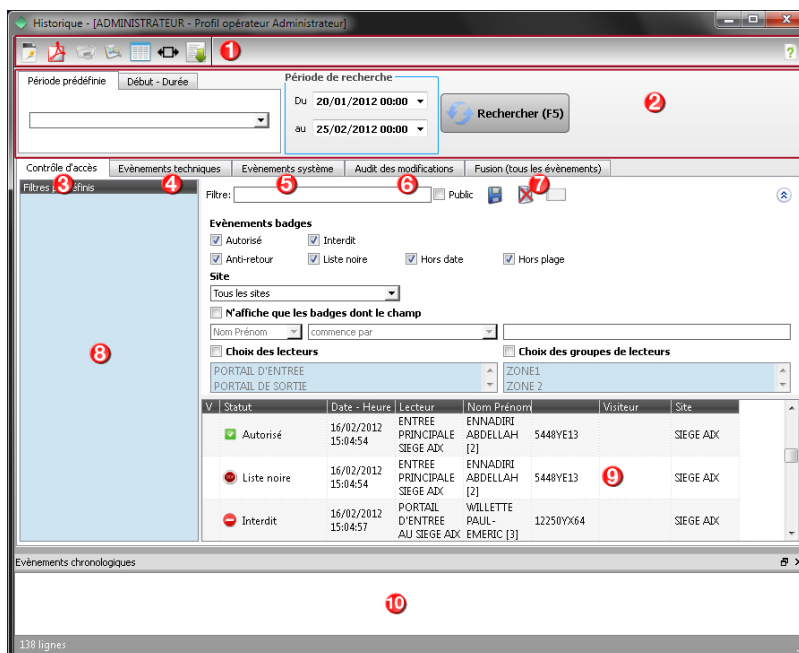 Historique - [ADMINISTRATEUR - Profil opérateur Administrateur]
1
?
Période prédéfinie Début - Durée
Période de recherche
Du 20/01/2012 00:00
au 25/02/2012 00:00
Rechercher (F5)
2
Contrôle d'accès Evènements techniques Evènements système Audit des modifications Fusion (tous les évènements)
3 4 5 6 7
Filtres prédéfinis
Filtre: Public
Evènements badges
Autorisé Interdit
Anti-retour Liste noire Hors date Hors plage
Site
Tous les sites
N'affiche que les badges dont le champ
Nom Prénom commence par
Choix des lecteurs Choix des groupes de lecteurs
PORTAIL D'ENTREE ZONE1
PORTAIL DE SORTIE ZONE 2
8
V Statut Date - Heure Lecteur Nom Prénom Visiteur Site
Autorisé 16/02/2012 15:04:54 ENTREE PRINCIPALE SIEGE AIX ENNADIRI ABDELLAH [2] 5448YE13 SIEGE AIX
Liste noire 16/02/2012 15:04:54 ENTREE PRINCIPALE SIEGE AIX ENNADIRI ABDELLAH [2] 5448YE13 SIEGE AIX
9
Interdit 16/02/2012 15:04:57 PORTAIL D'ENTREE AU SIEGE AIX WILLETTE PAUL-EMERIC [3] 12250YX64 SIEGE AIX
Evènements chronologiques
10
138 lignes